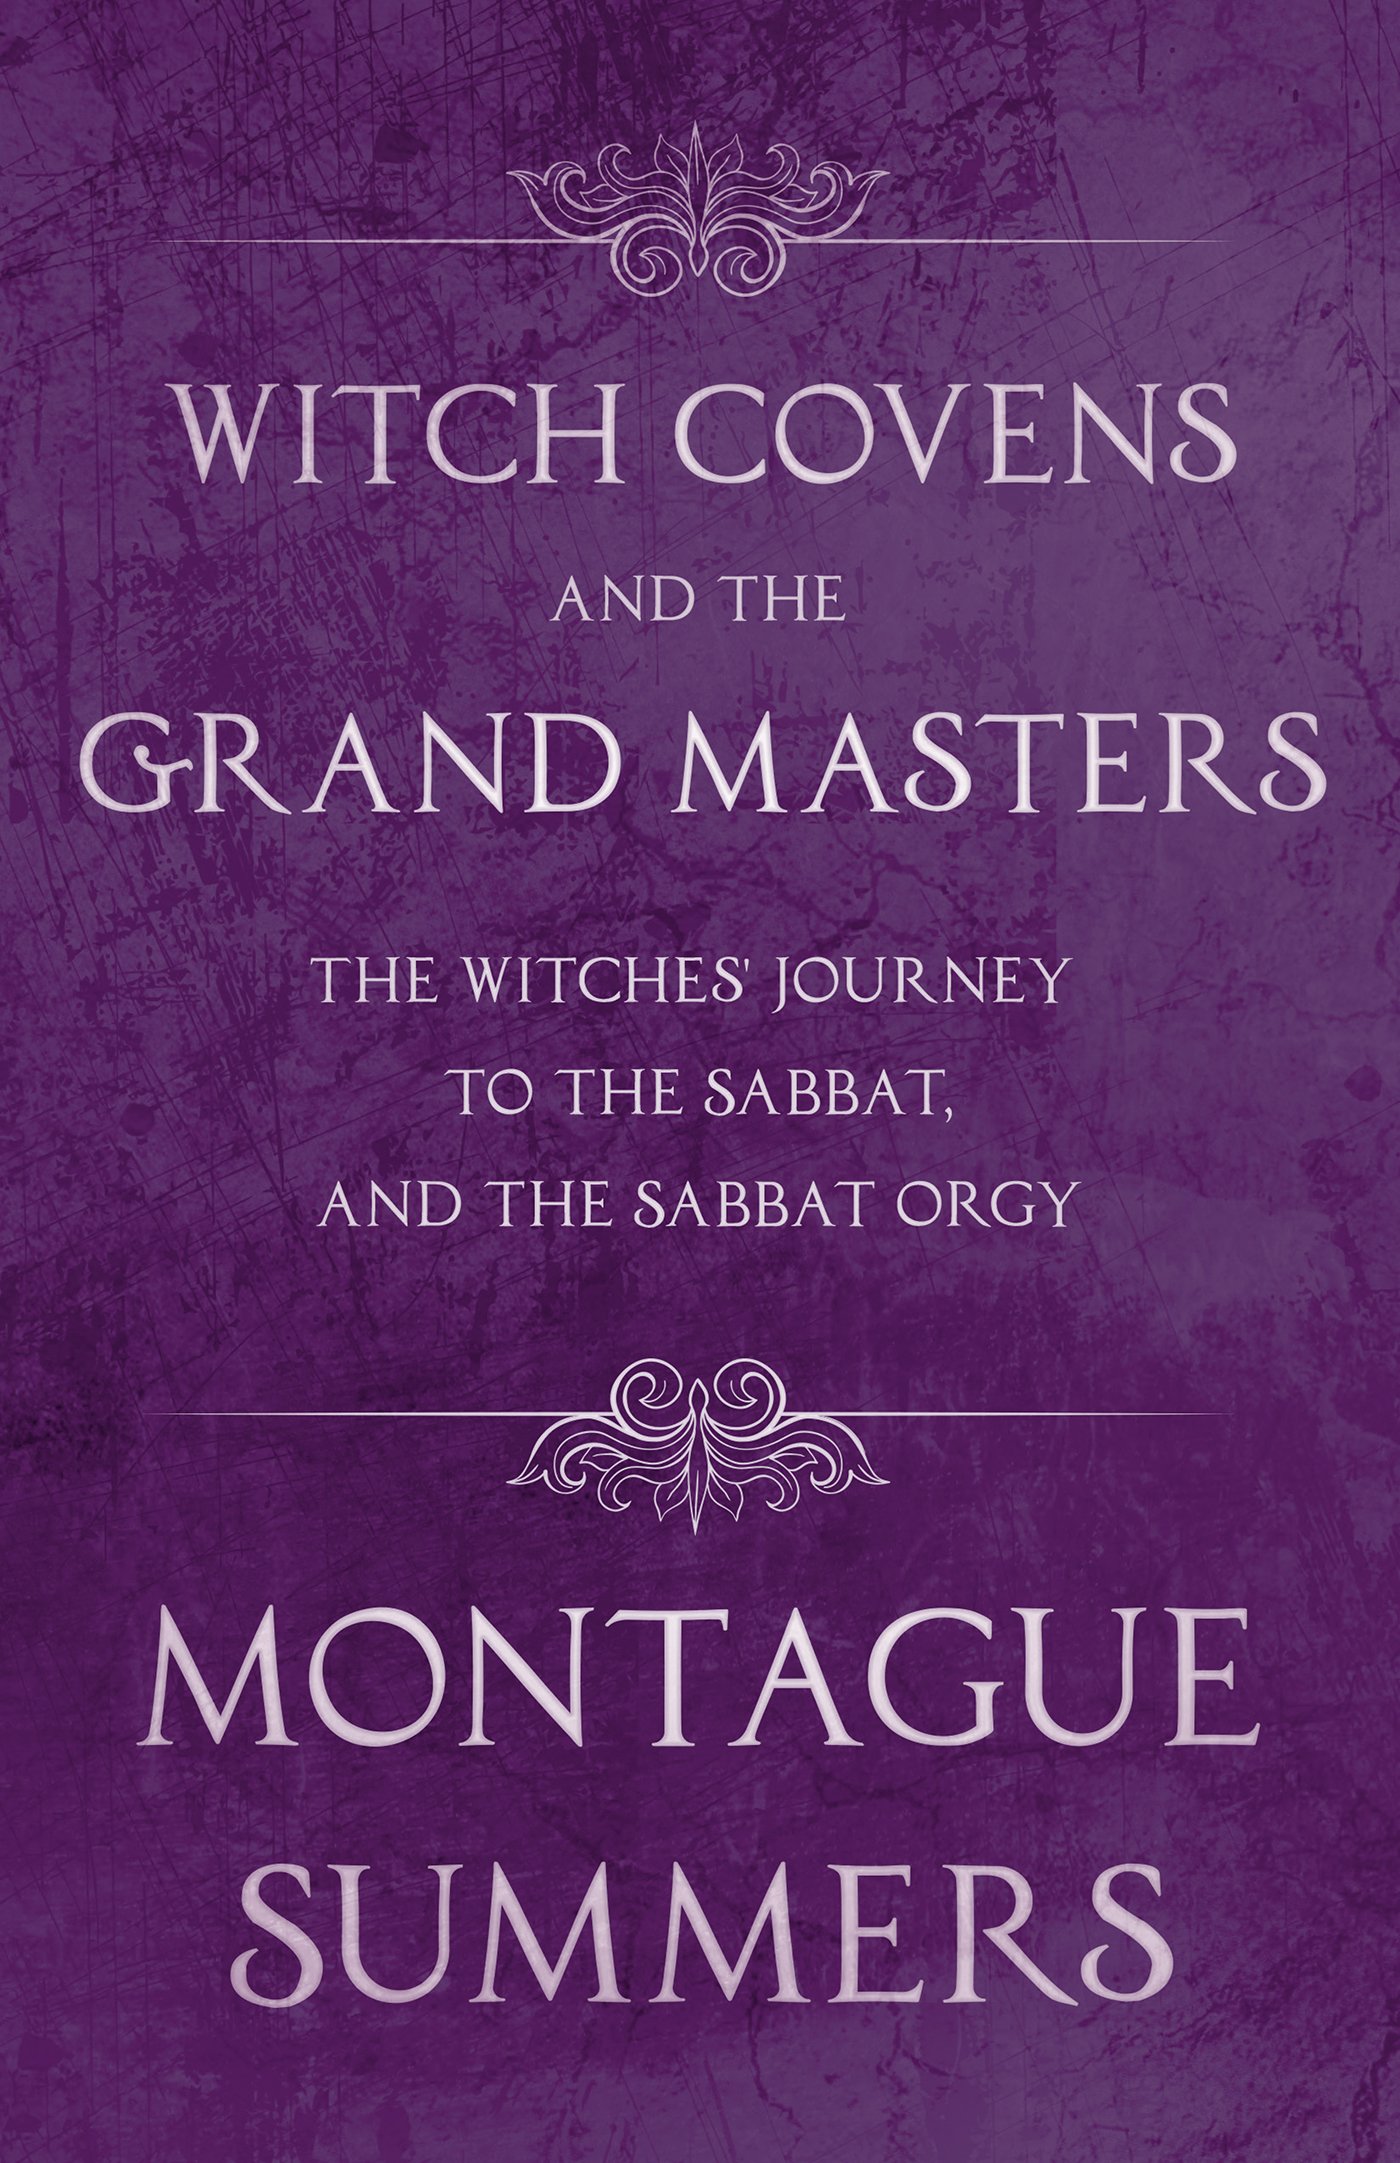 WITCH COVENS
AND THE
GRAND MASTERS
THE WITCHES' JOURNEY
TO THE SABBAT,
AND THE SABBAT ORGY
MONTAGUE
SUMMERS